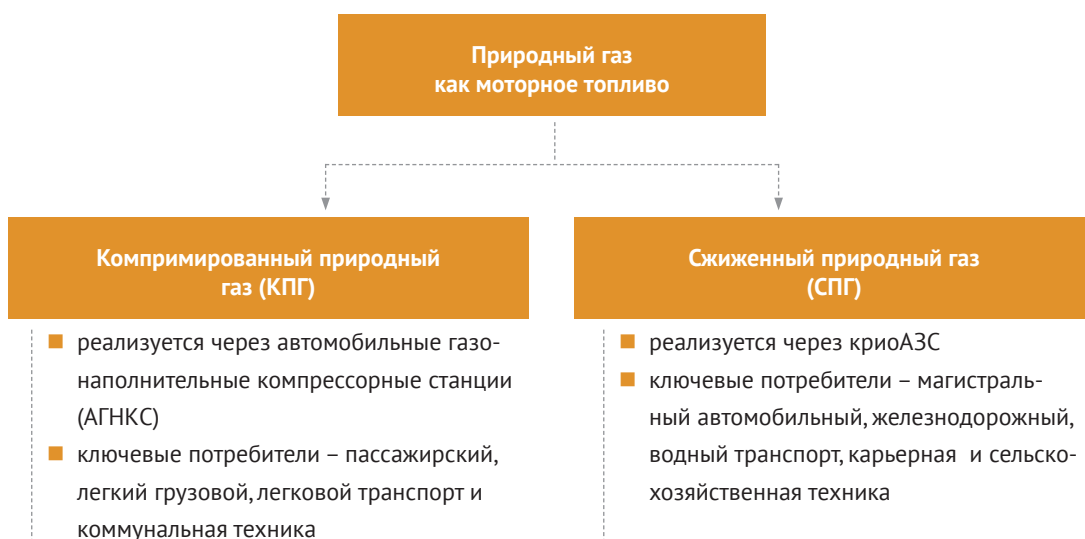 Природный газ
как моторное топливо
Компримированный природный
газ (КПГ)
реализуется через автомобильные газо-
наполнительные компрессорные станции
(АГНКС)
ключевые потребители – пассажирский,
легкий грузовой, легковой транспорт и
коммунальная техника
Сжиженный природный газ
(СПГ)
реализуется через криоАЗС
ключевые потребители – магистраль-
ный автомобильный, железнодорожный,
водный транспорт, карьерная и сельско-
хозяйственная техника